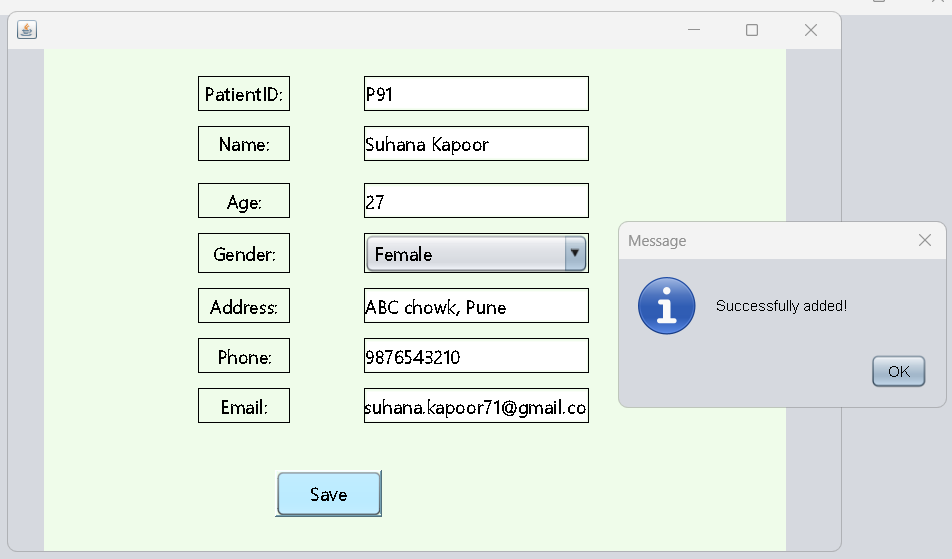 PatientID: P91
Name: Suhana Kapoor
Age: 27
Gender: Female
Address: ABC chowk, Pune
Phone: 9876543210
Email: suhana.kapoor71@gmail.co
Save
Message
Successfully added!
OK